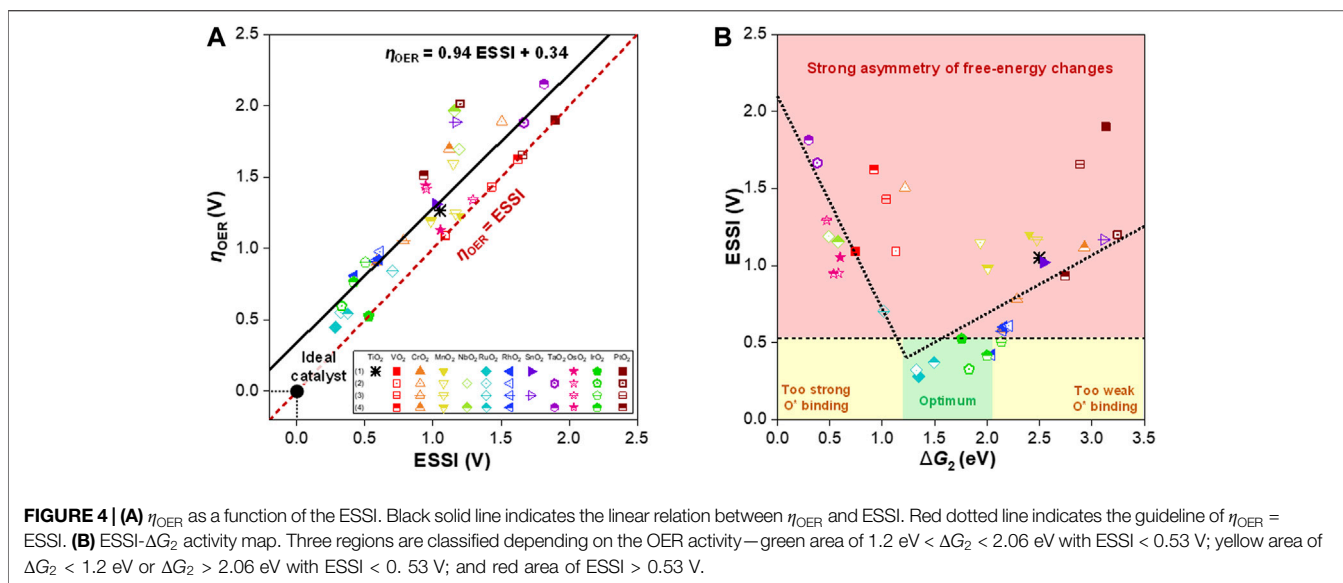 A
η_OER = 0.94 ESSI + 0.34
η_OER (V)
2.5
2.0
1.5
1.0
0.5
0.0
η_OER = ESSI
Ideal
catalyst
TiO₂ VO₂ CrO₂ MnO₂ NbO₂ RuO₂ RhO₂ SnO₂ TaO₂ OsO₂ IrO₂ PtO₂
(1)
(2)
(3)
(4)
0.0 0.5 1.0 1.5 2.0 2.5
ESSI (V)
B
Strong asymmetry of free-energy changes
ESSI (V)
2.5
2.0
1.5
1.0
0.5
0.0
Too strong
O* binding
Optimum
Too weak
O* binding
0.0 0.5 1.0 1.5 2.0 2.5 3.0 3.5
ΔG₂ (eV)
FIGURE 4 | (A) η_OER as a function of the ESSI. Black solid line indicates the linear relation between η_OER and ESSI. Red dotted line indicates the guideline of η_OER =
ESSI. (B) ESSI-ΔG₂ activity map. Three regions are classified depending on the OER activity—green area of 1.2 eV < ΔG₂ < 2.06 eV with ESSI < 0.53 V; yellow area of
ΔG₂ < 1.2 eV or ΔG₂ > 2.06 eV with ESSI < 0. 53 V; and red area of ESSI > 0.53 V.